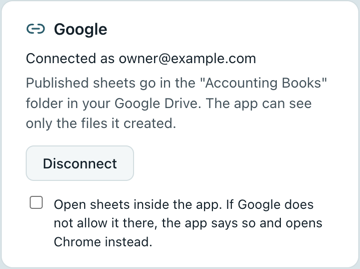 Google
Connected as owner@example.com
Published sheets go in the "Accounting Books"
folder in your Google Drive. The app can see
only the files it created.
Disconnect
Open sheets inside the app. If Google does
not allow it there, the app says so and opens
Chrome instead.